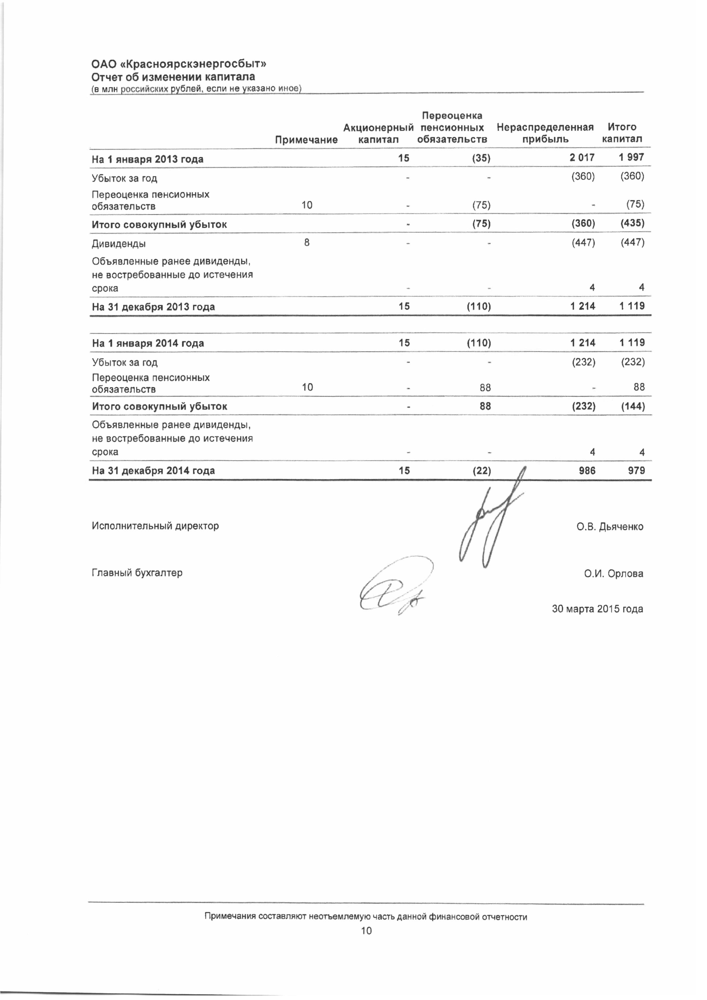 ОАО «Красноярскэнергосбыт»
Отчет об изменении капитала
(в млн российских рублей, если не указано иное)
Примечание Акционерный капитал Переоценка пенсионных обязательств Нераспределенная прибыль Итого капитал
На 1 января 2013 года 15 (35) 2 017 1 997
Убыток за год - - (360) (360)
Переоценка пенсионных
обязательств 10 - (75) - (75)
Итого совокупный убыток - (75) (360) (435)
Дивиденды 8 - - (447) (447)
Объявленные ранее дивиденды,
не востребованные до истечения
срока - - 4 4
На 31 декабря 2013 года 15 (110) 1 214 1 119
На 1 января 2014 года 15 (110) 1 214 1 119
Убыток за год - - (232) (232)
Переоценка пенсионных
обязательств 10 - 88 - 88
Итого совокупный убыток - 88 (232) (144)
Объявленные ранее дивиденды,
не востребованные до истечения
срока - - 4 4
На 31 декабря 2014 года 15 (22) 986 979
Исполнительный директор О.В. Дьяченко
Главный бухгалтер О.И. Орлова
30 марта 2015 года
Примечания составляют неотъемлемую часть данной финансовой отчетности
10